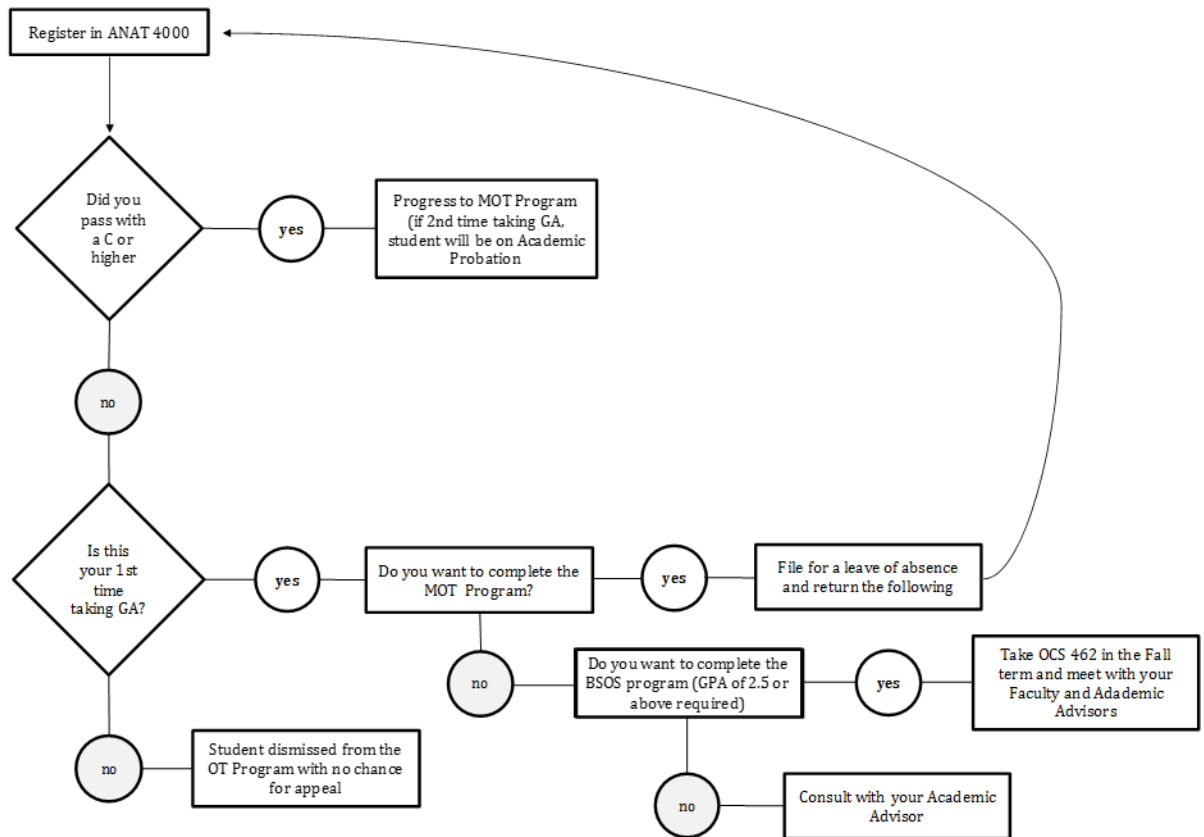 Register in ANAT 4000
Did you
pass with
a C or
higher
yes
Progress to MOT Program
(if 2nd time taking GA,
student will be on Academic
Probation
no
Is this
your 1st
time
taking GA?
yes
Do you want to complete the
MOT Program?
yes
File for a leave of absence
and return the following
no
Do you want to complete the
BSOS program (GPA of 2.5 or
above required)
yes
Take OCS 462 in the Fall
term and meet with your
Faculty and Adademic
Advisors
no
Student dismissed from the
OT Program with no chance
for appeal
no
Consult with your Academic
Advisor